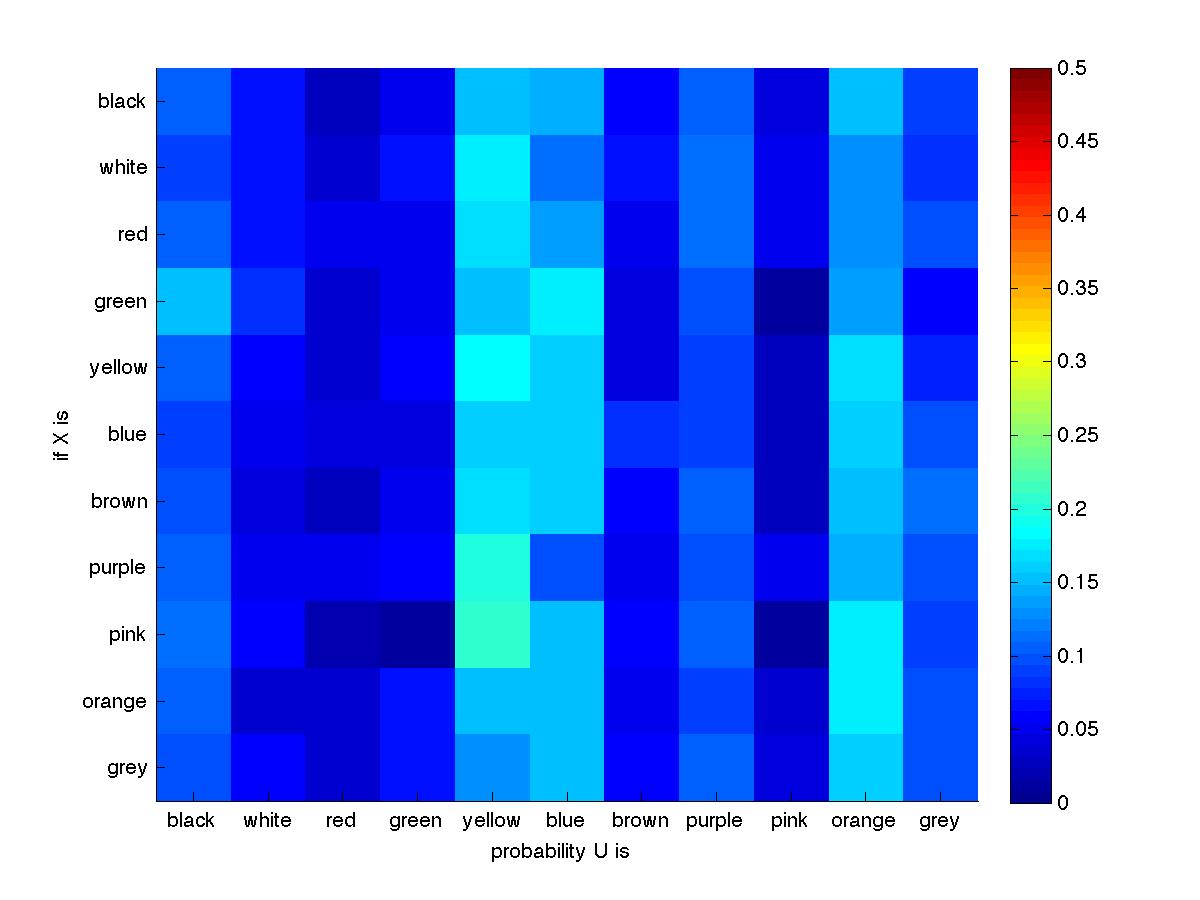 black
white
red
green
yellow
blue
brown
purple
pink
orange
grey
if X is
black white red green yellow blue brown purple pink orange grey
probability U is
0.5
0.45
0.4
0.35
0.3
0.25
0.2
0.15
0.1
0.05
0